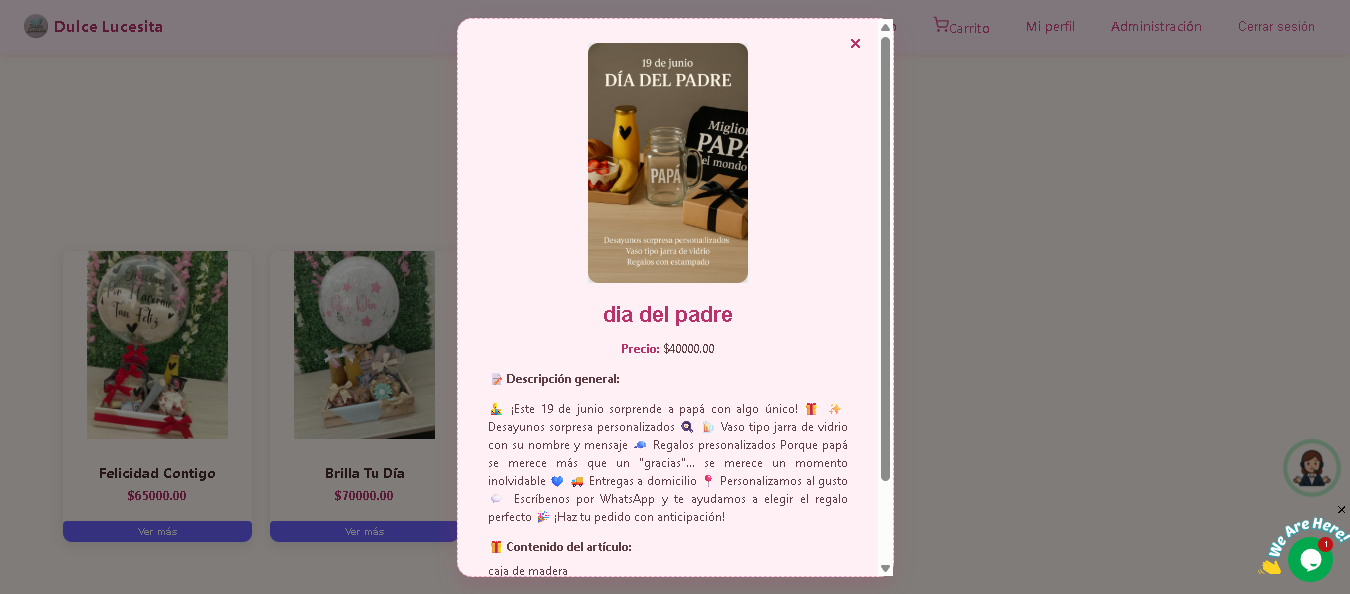 Dulce Lucesita
Carrito
Mi perfil
Administración
Cerrar sesión
×
19 de junio
DÍA DEL PADRE
Miglior
PAPÀ
el mondo
PAPÁ
Desayunos sorpresa personalizados
Vaso tipo jarra de vidrio
Regalos con estampado
dia del padre
Precio: $40000.00
📝 Descripción general:
🙋‍♂️ ¡Este 19 de junio sorprende a papá con algo único! 🎁 ✨
Desayunos sorpresa personalizados 🍳 🍺 Vaso tipo jarra de vidrio
con su nombre y mensaje 🧢 Regalos presonalizados Porque papá
se merece más que un "gracias"... se merece un momento
inolvidable 💙 🚚 Entregas a domicilio 📍 Personalizamos al gusto
💬 Escríbenos por WhatsApp y te ayudamos a elegir el regalo
perfecto 🎉 ¡Haz tu pedido con anticipación!
🎁 Contenido del artículo:
caja de madera
Tan Feliz
Felicidad Contigo
$65000.00
Ver más
Brilla Tu Día
$70000.00
Ver más
We Are Here!
1